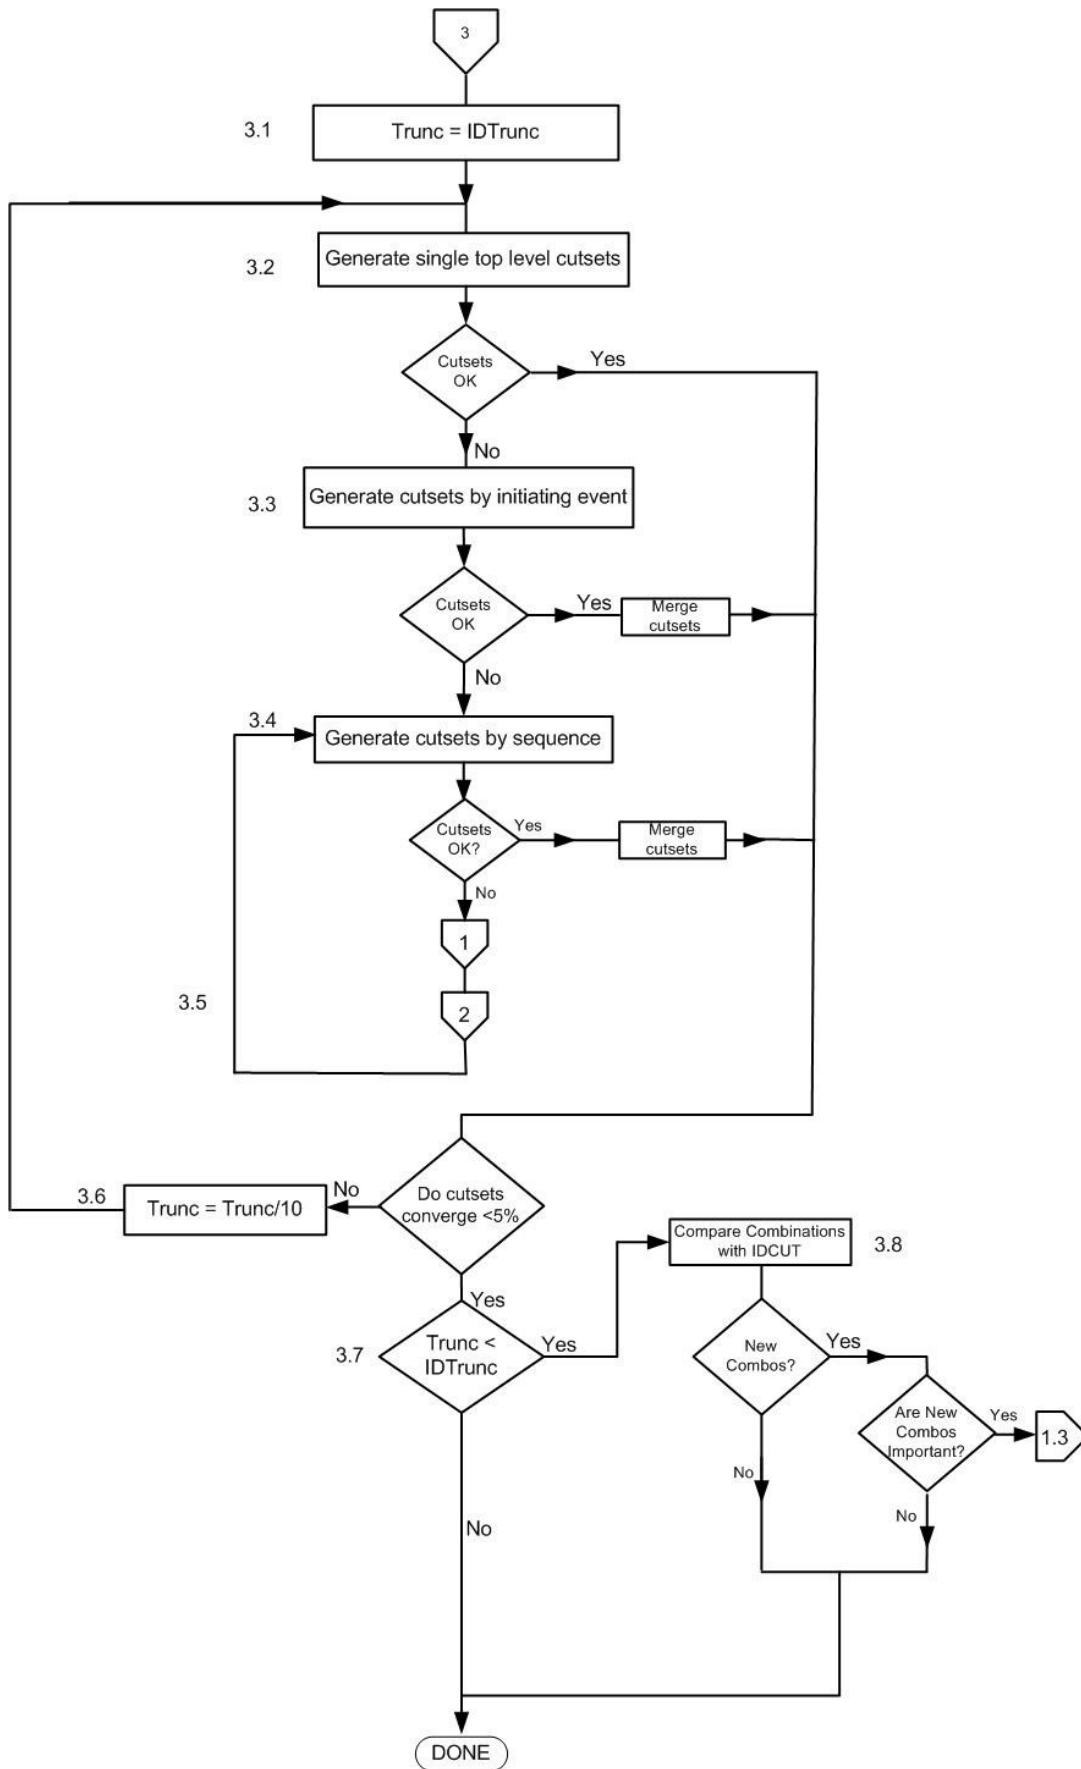 3
3.1
Trunc = IDTrunc
3.2
Generate single top level cutsets
Cutsets
OK
Yes
No
3.3
Generate cutsets by initiating event
Cutsets
OK
Yes
Merge
cutsets
No
3.4
Generate cutsets by sequence
Cutsets
OK?
Yes
Merge
cutsets
No
1
3.5
2
3.6
Trunc = Trunc/10
No
Do cutsets
converge <5%
Yes
3.7
Trunc <
IDTrunc
Yes
Compare Combinations
with IDCUT
3.8
New
Combos?
Yes
Are New
Combos
Important?
Yes
1.3
No
No
No
DONE